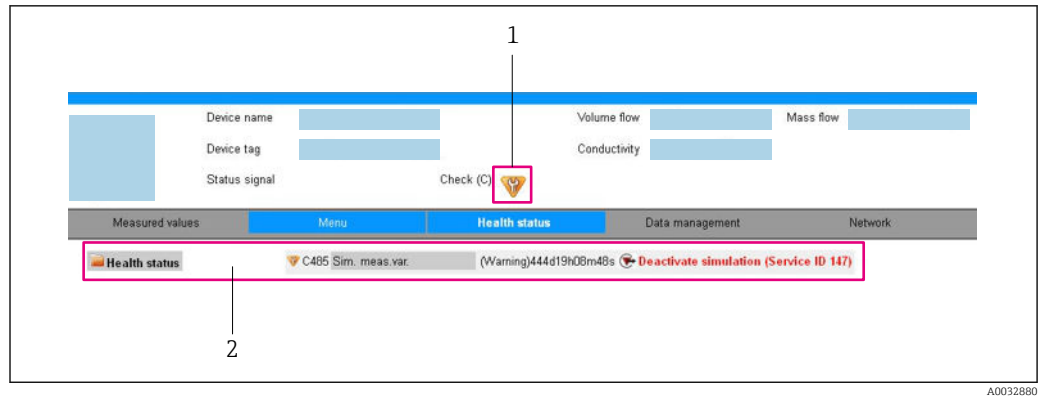 1
Device name Volume flow Mass flow
Device tag Conductivity
Status signal Check (C)
Measured values Menu Health status Data management Network
Health status C485 Sim. meas.var. (Warning)444d19h08m48s Deactivate simulation (Service ID 147)
2
A0032880